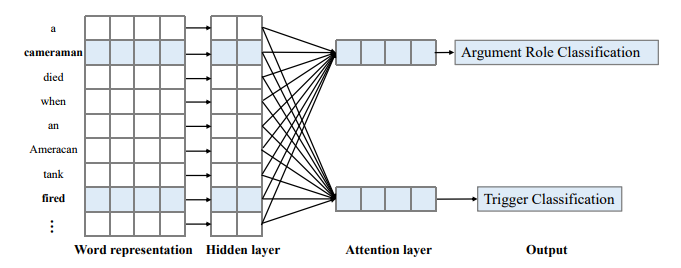 a
cameraman
died
when
an
Ameracan
tank
fired
⋮
Argument Role Classification
Trigger Classification
Word representation Hidden layer Attention layer Output